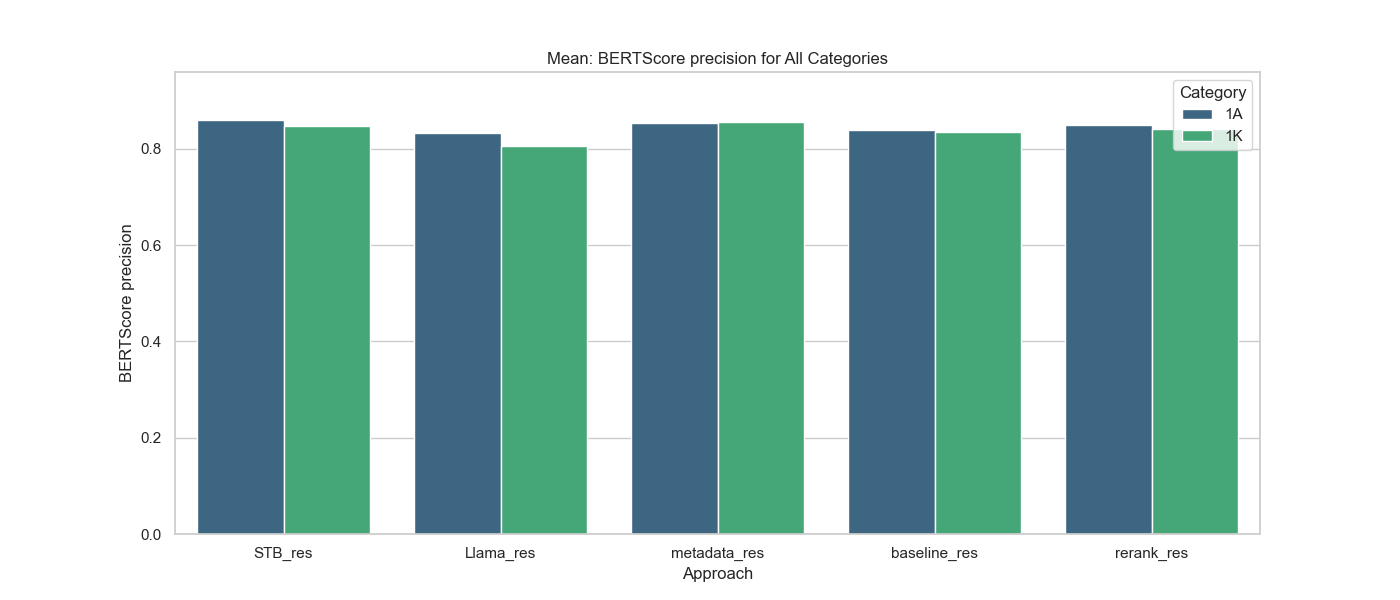 Mean: BERTScore precision for All Categories
Category
1A
1K
BERTScore precision
0.8
0.6
0.4
0.2
0.0
STB_res
Llama_res
metadata_res
baseline_res
rerank_res
Approach